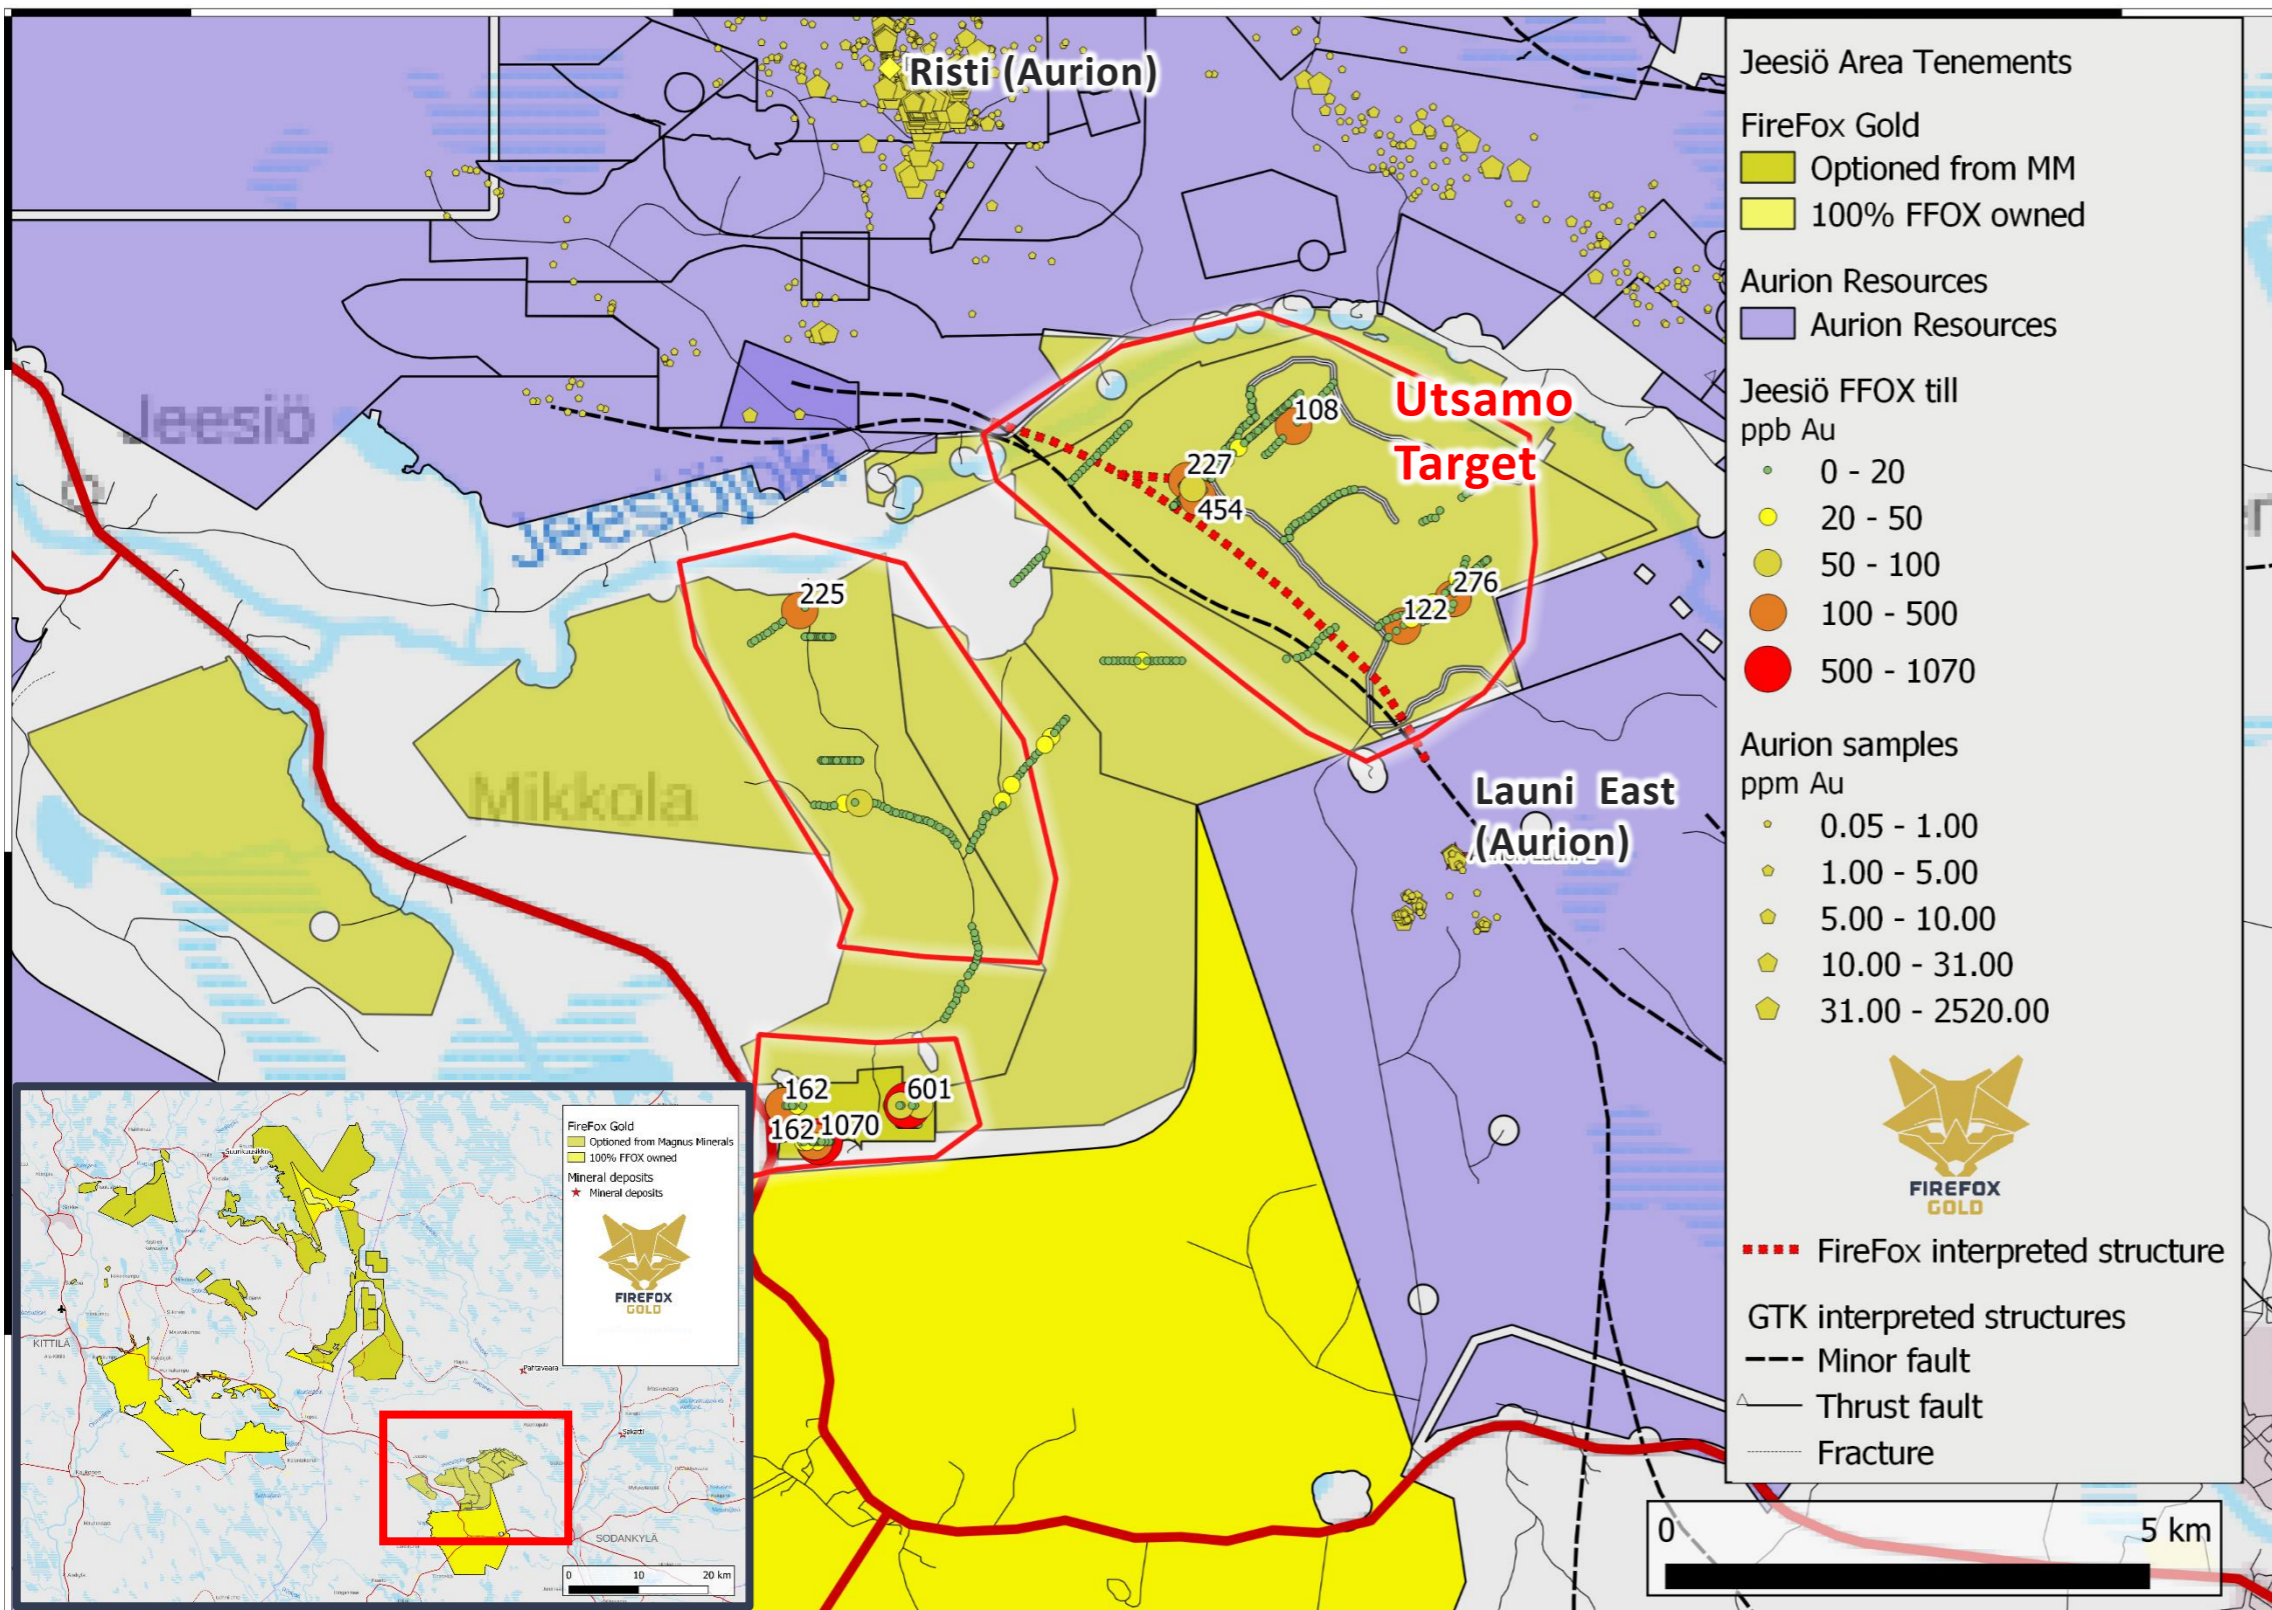 Risti (Aurion)
Jeesiö
Jeesiöjoki
Utsamo
Target
108
227
454
276
122
225
Mikkola
Launi East
(Aurion)
162
601
162
1070
Jeesiö Area Tenements
FireFox Gold
Optioned from MM
100% FFOX owned
Aurion Resources
Aurion Resources
Jeesiö FFOX till
ppb Au
0 - 20
20 - 50
50 - 100
100 - 500
500 - 1070
Aurion samples
ppm Au
0.05 - 1.00
1.00 - 5.00
5.00 - 10.00
10.00 - 31.00
31.00 - 2520.00
FIREFOX
GOLD
FireFox interpreted structure
GTK interpreted structures
Minor fault
Thrust fault
Fracture
0 5 km
FireFox Gold
Optioned from Magnus Minerals
100% FFOX owned
Mineral deposits
Mineral deposits
FIREFOX
GOLD
Suurikuusikko
KITTILÄ
Pahtavaara
Sakatti
SODANKYLÄ
0 10 20 km